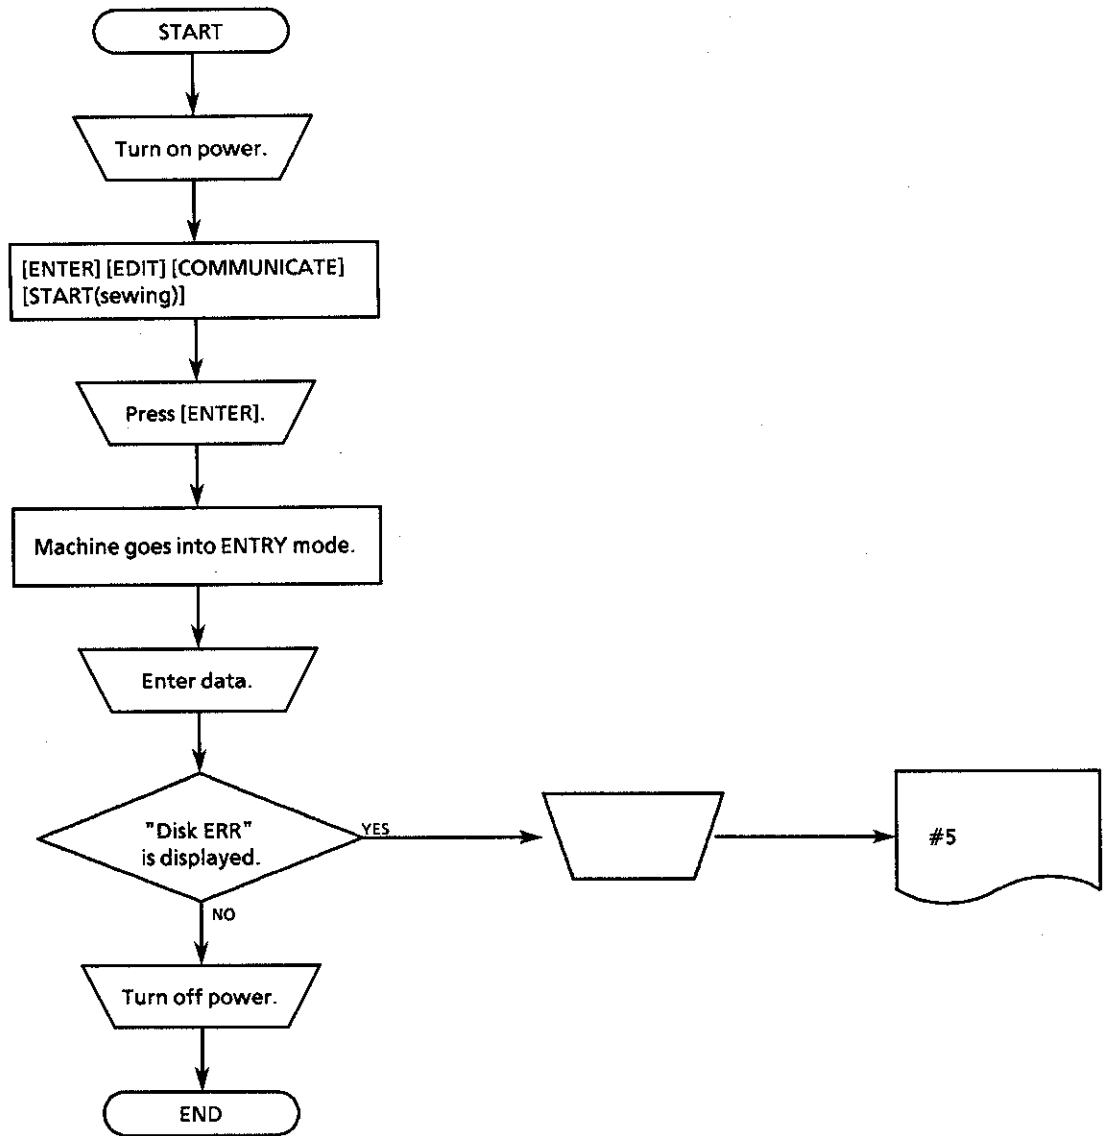 START
Turn on power.
[ENTER] [EDIT] [COMMUNICATE]
[START(sewing)]
Press [ENTER].
Machine goes into ENTRY mode.
Enter data.
"Disk ERR"
is displayed.
YES
#5
NO
Turn off power.
END